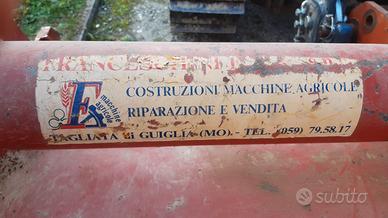 macchine
agricole
COSTRUZIONI MACCHINE AGRICOLE
RIPARAZIONE E VENDITA
TAGLIATA di GUIGLIA (MO). - TEL. (059) 79.58.17
subito